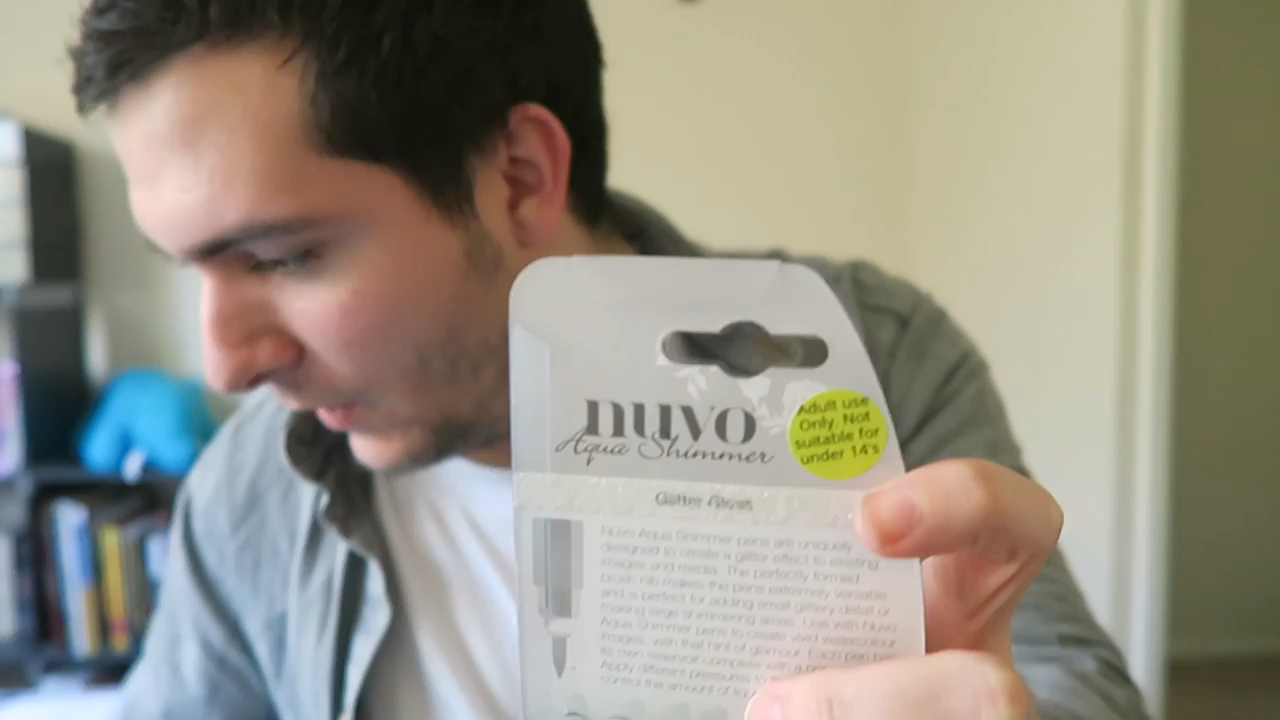 nuvo
Aqua Shimmer
Adult use
Only. Not
suitable for
under 14's
Glitter Gloss
Nuvo Aqua Shimmer pens are uniquely
designed to create a glitter effect to existing
images and media. The perfectly formed
brush nib makes the pens extremely versatile
and is perfect for adding small glittery detail or
making large shimmering areas. Use with Nuvo
Aqua Shimmer pens to create vivid watercolour
images, with that hint of glamour. Each pen has
its own reservoir complete with a
Apply different pressures to
control the amount of